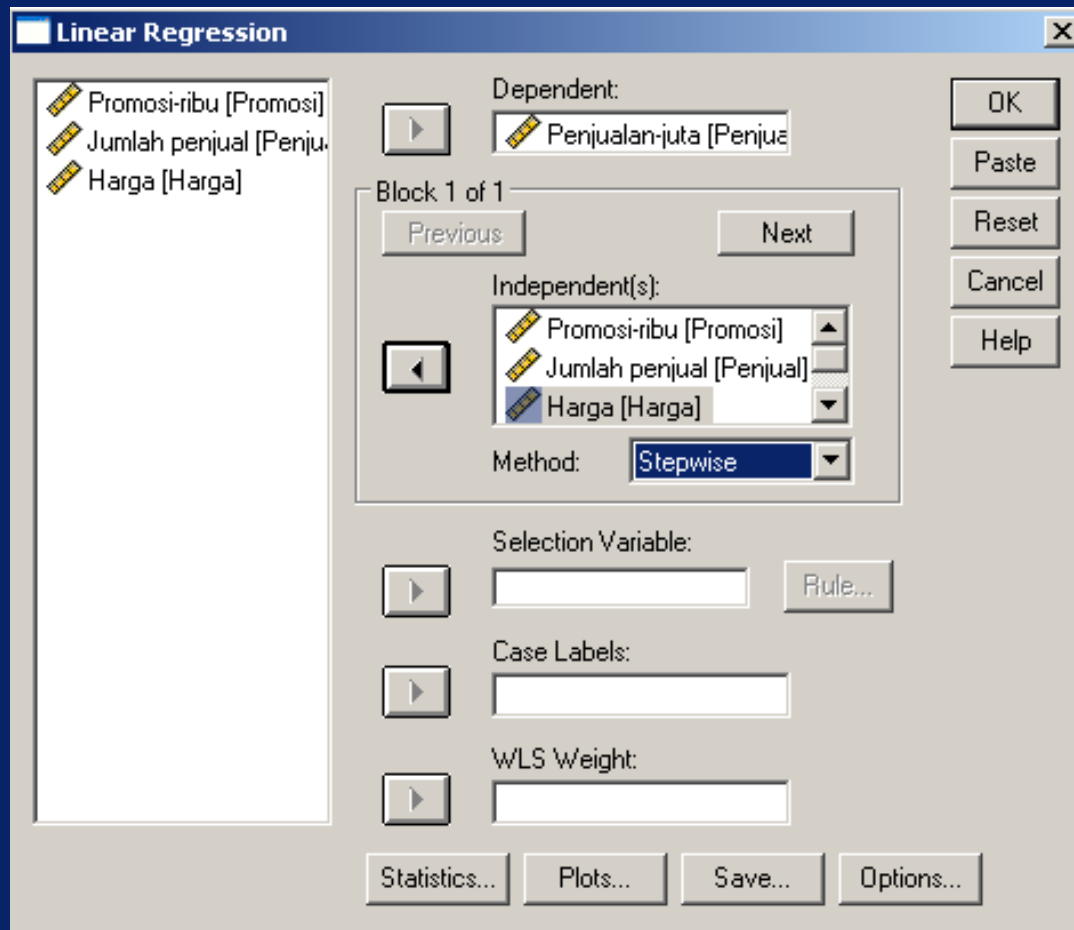 Linear Regression
Promosi-ribu [Promosi]
Jumlah penjual [Penju
Harga [Harga]
Dependent:
Penjualan-juta [Penjua
Block 1 of 1
Previous
Next
Independent(s):
Promosi-ribu [Promosi]
Jumlah penjual [Penjual]
Harga [Harga]
Method:
Stepwise
Selection Variable:
Rule...
Case Labels:
WLS Weight:
Statistics...
Plots...
Save...
Options...
OK
Paste
Reset
Cancel
Help